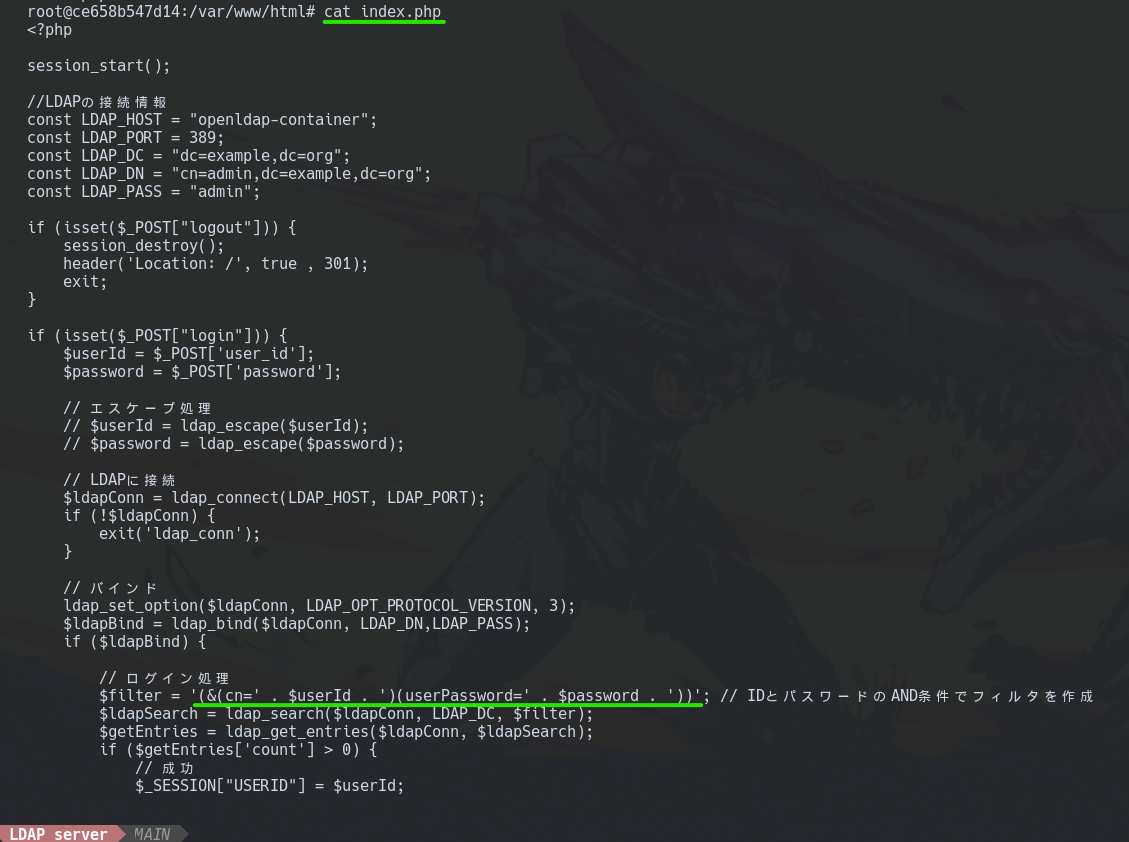 root@ce658b547d14:/var/www/html# cat index.php
<?php
session_start();
//LDAPの接続情報
const LDAP_HOST = "openldap-container";
const LDAP_PORT = 389;
const LDAP_DC = "dc=example,dc=org";
const LDAP_DN = "cn=admin,dc=example,dc=org";
const LDAP_PASS = "admin";
if (isset($_POST["logout"])) {
    session_destroy();
    header('Location: /', true , 301);
    exit;
}
if (isset($_POST["login"])) {
    $userId = $_POST['user_id'];
    $password = $_POST['password'];
    // エスケープ処理
    // $userId = ldap_escape($userId);
    // $password = ldap_escape($password);
    // LDAPに接続
    $ldapConn = ldap_connect(LDAP_HOST, LDAP_PORT);
    if (!$ldapConn) {
        exit('ldap_conn');
    }
    // バインド
    ldap_set_option($ldapConn, LDAP_OPT_PROTOCOL_VERSION, 3);
    $ldapBind = ldap_bind($ldapConn, LDAP_DN,LDAP_PASS);
    if ($ldapBind) {
        // ログイン処理
        $filter = '(&(cn=' . $userId . ')(userPassword=' . $password . '))'; // IDとパスワードのAND条件でフィルタを作成
        $ldapSearch = ldap_search($ldapConn, LDAP_DC, $filter);
        $getEntries = ldap_get_entries($ldapConn, $ldapSearch);
        if ($getEntries['count'] > 0) {
            // 成功
            $_SESSION["USERID"] = $userId;
LDAP server MAIN